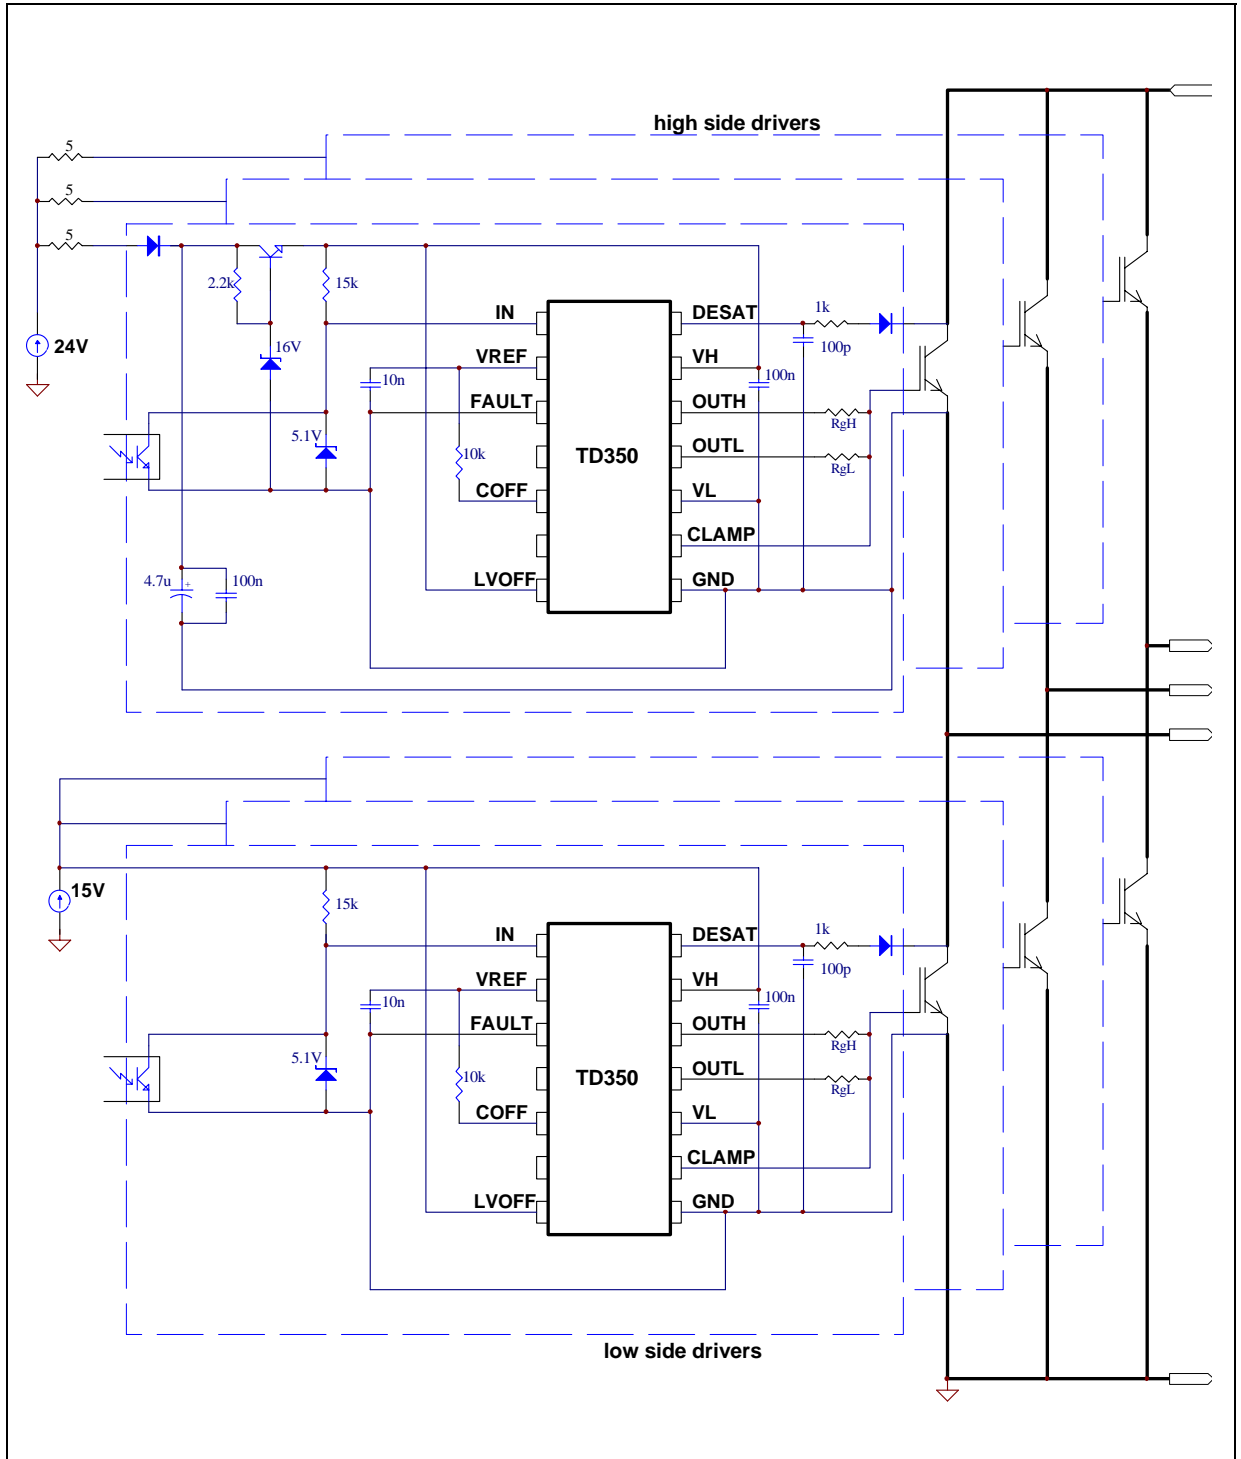 high side drivers
5
5
5
2.2k
15k
24V
16V
10n
5.1V
10k
4.7u
100n
IN
VREF
FAULT
COFF
LVOFF
TD350
DESAT
VH
OUTH
OUTL
VL
CLAMP
GND
1k
100p
100n
RgH
RgL
15V
15k
10n
5.1V
10k
IN
VREF
FAULT
COFF
LVOFF
TD350
DESAT
VH
OUTH
OUTL
VL
CLAMP
GND
1k
100p
100n
RgH
RgL
low side drivers